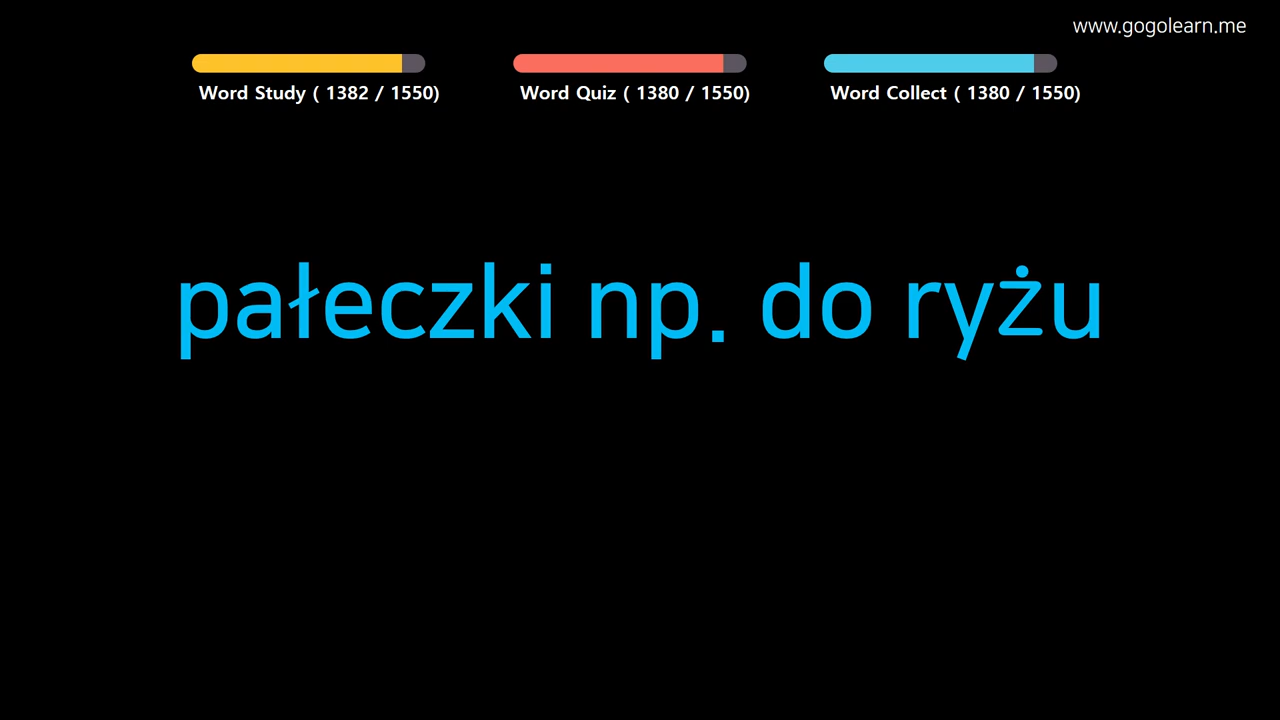 www.gogolearn.me
Word Study ( 1382 / 1550)
Word Quiz ( 1380 / 1550)
Word Collect ( 1380 / 1550)
pałeczki np. do ryżu